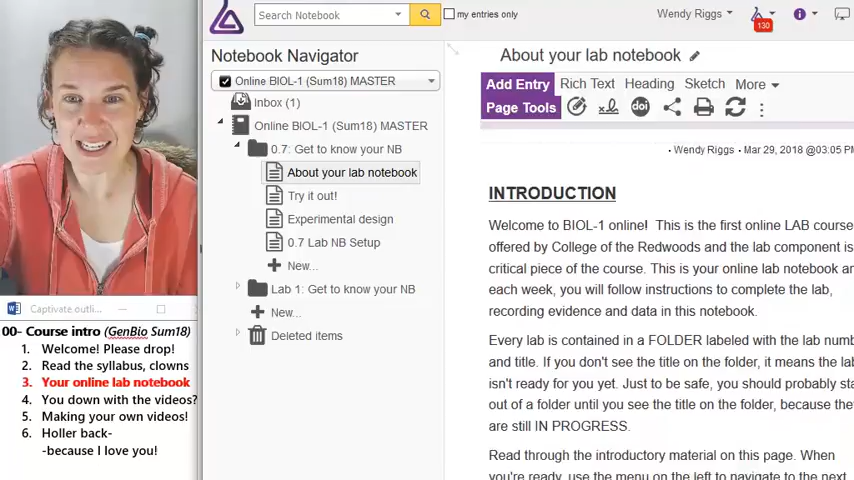 Search Notebook
my entries only
Wendy Riggs
130
Notebook Navigator
Online BIOL-1 (Sum18) MASTER
Inbox (1)
Online BIOL-1 (Sum18) MASTER
0.7: Get to know your NB
About your lab notebook
Try it out!
Experimental design
0.7 Lab NB Setup
New...
Lab 1: Get to know your NB
New...
Deleted items
About your lab notebook
Add Entry Rich Text Heading Sketch More
Page Tools doi
• Wendy Riggs • Mar 29, 2018 @03:05 P
INTRODUCTION
Welcome to BIOL-1 online! This is the first online LAB course
offered by College of the Redwoods and the lab component is
critical piece of the course. This is your online lab notebook an
each week, you will follow instructions to complete the lab,
recording evidence and data in this notebook.
Every lab is contained in a FOLDER labeled with the lab numb
and title. If you don't see the title on the folder, it means the lab
isn't ready for you yet. Just to be safe, you should probably sta
out of a folder until you see the title on the folder, because the
are still IN PROGRESS.
Read through the introductory material on this page. When
you're ready, use the menu on the left to navigate to the next
Captivate outli...
00- Course intro (GenBio Sum18)
1. Welcome! Please drop!
2. Read the syllabus, clowns
3. Your online lab notebook
4. You down with the videos?
5. Making your own videos!
6. Holler back-
-because I love you!